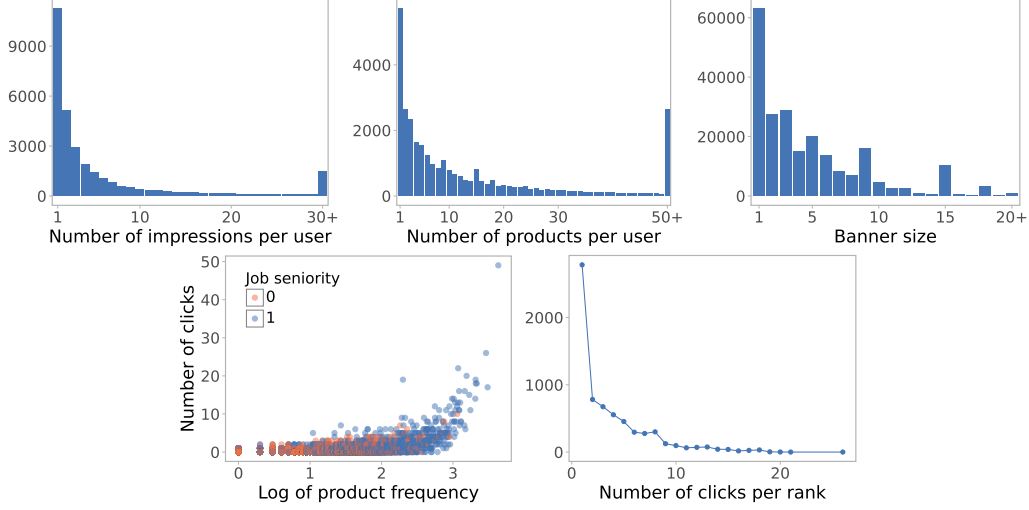 9000
6000
3000
0
1 10 20 30+
Number of impressions per user
4000
2000
0
1 10 20 30 50+
Number of products per user
60000
40000
20000
0
1 5 10 15 20+
Banner size
50
40
30
20
10
0
Number of clicks
Job seniority
0
1
0 1 2 3
Log of product frequency
2000
1000
0
0 10 20
Number of clicks per rank